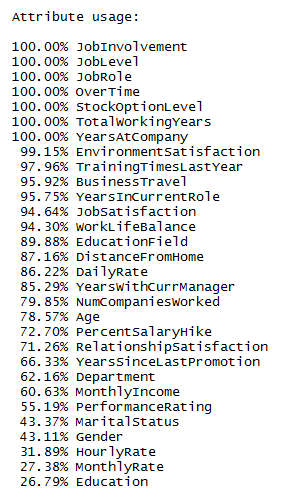 Attribute usage:
100.00% JobInvolvement
100.00% JobLevel
100.00% JobRole
100.00% OverTime
100.00% StockOptionLevel
100.00% TotalWorkingYears
100.00% YearsAtCompany
99.15% EnvironmentSatisfaction
97.96% TrainingTimesLastYear
95.92% BusinessTravel
95.75% YearsInCurrentRole
94.64% JobSatisfaction
94.30% WorkLifeBalance
89.88% EducationField
87.16% DistanceFromHome
86.22% DailyRate
85.29% YearsWithCurrManager
79.85% NumCompaniesWorked
78.57% Age
72.70% PercentSalaryHike
71.26% RelationshipSatisfaction
66.33% YearsSinceLastPromotion
62.16% Department
60.63% MonthlyIncome
55.19% PerformanceRating
43.37% MaritalStatus
43.11% Gender
31.89% HourlyRate
27.38% MonthlyRate
26.79% Education